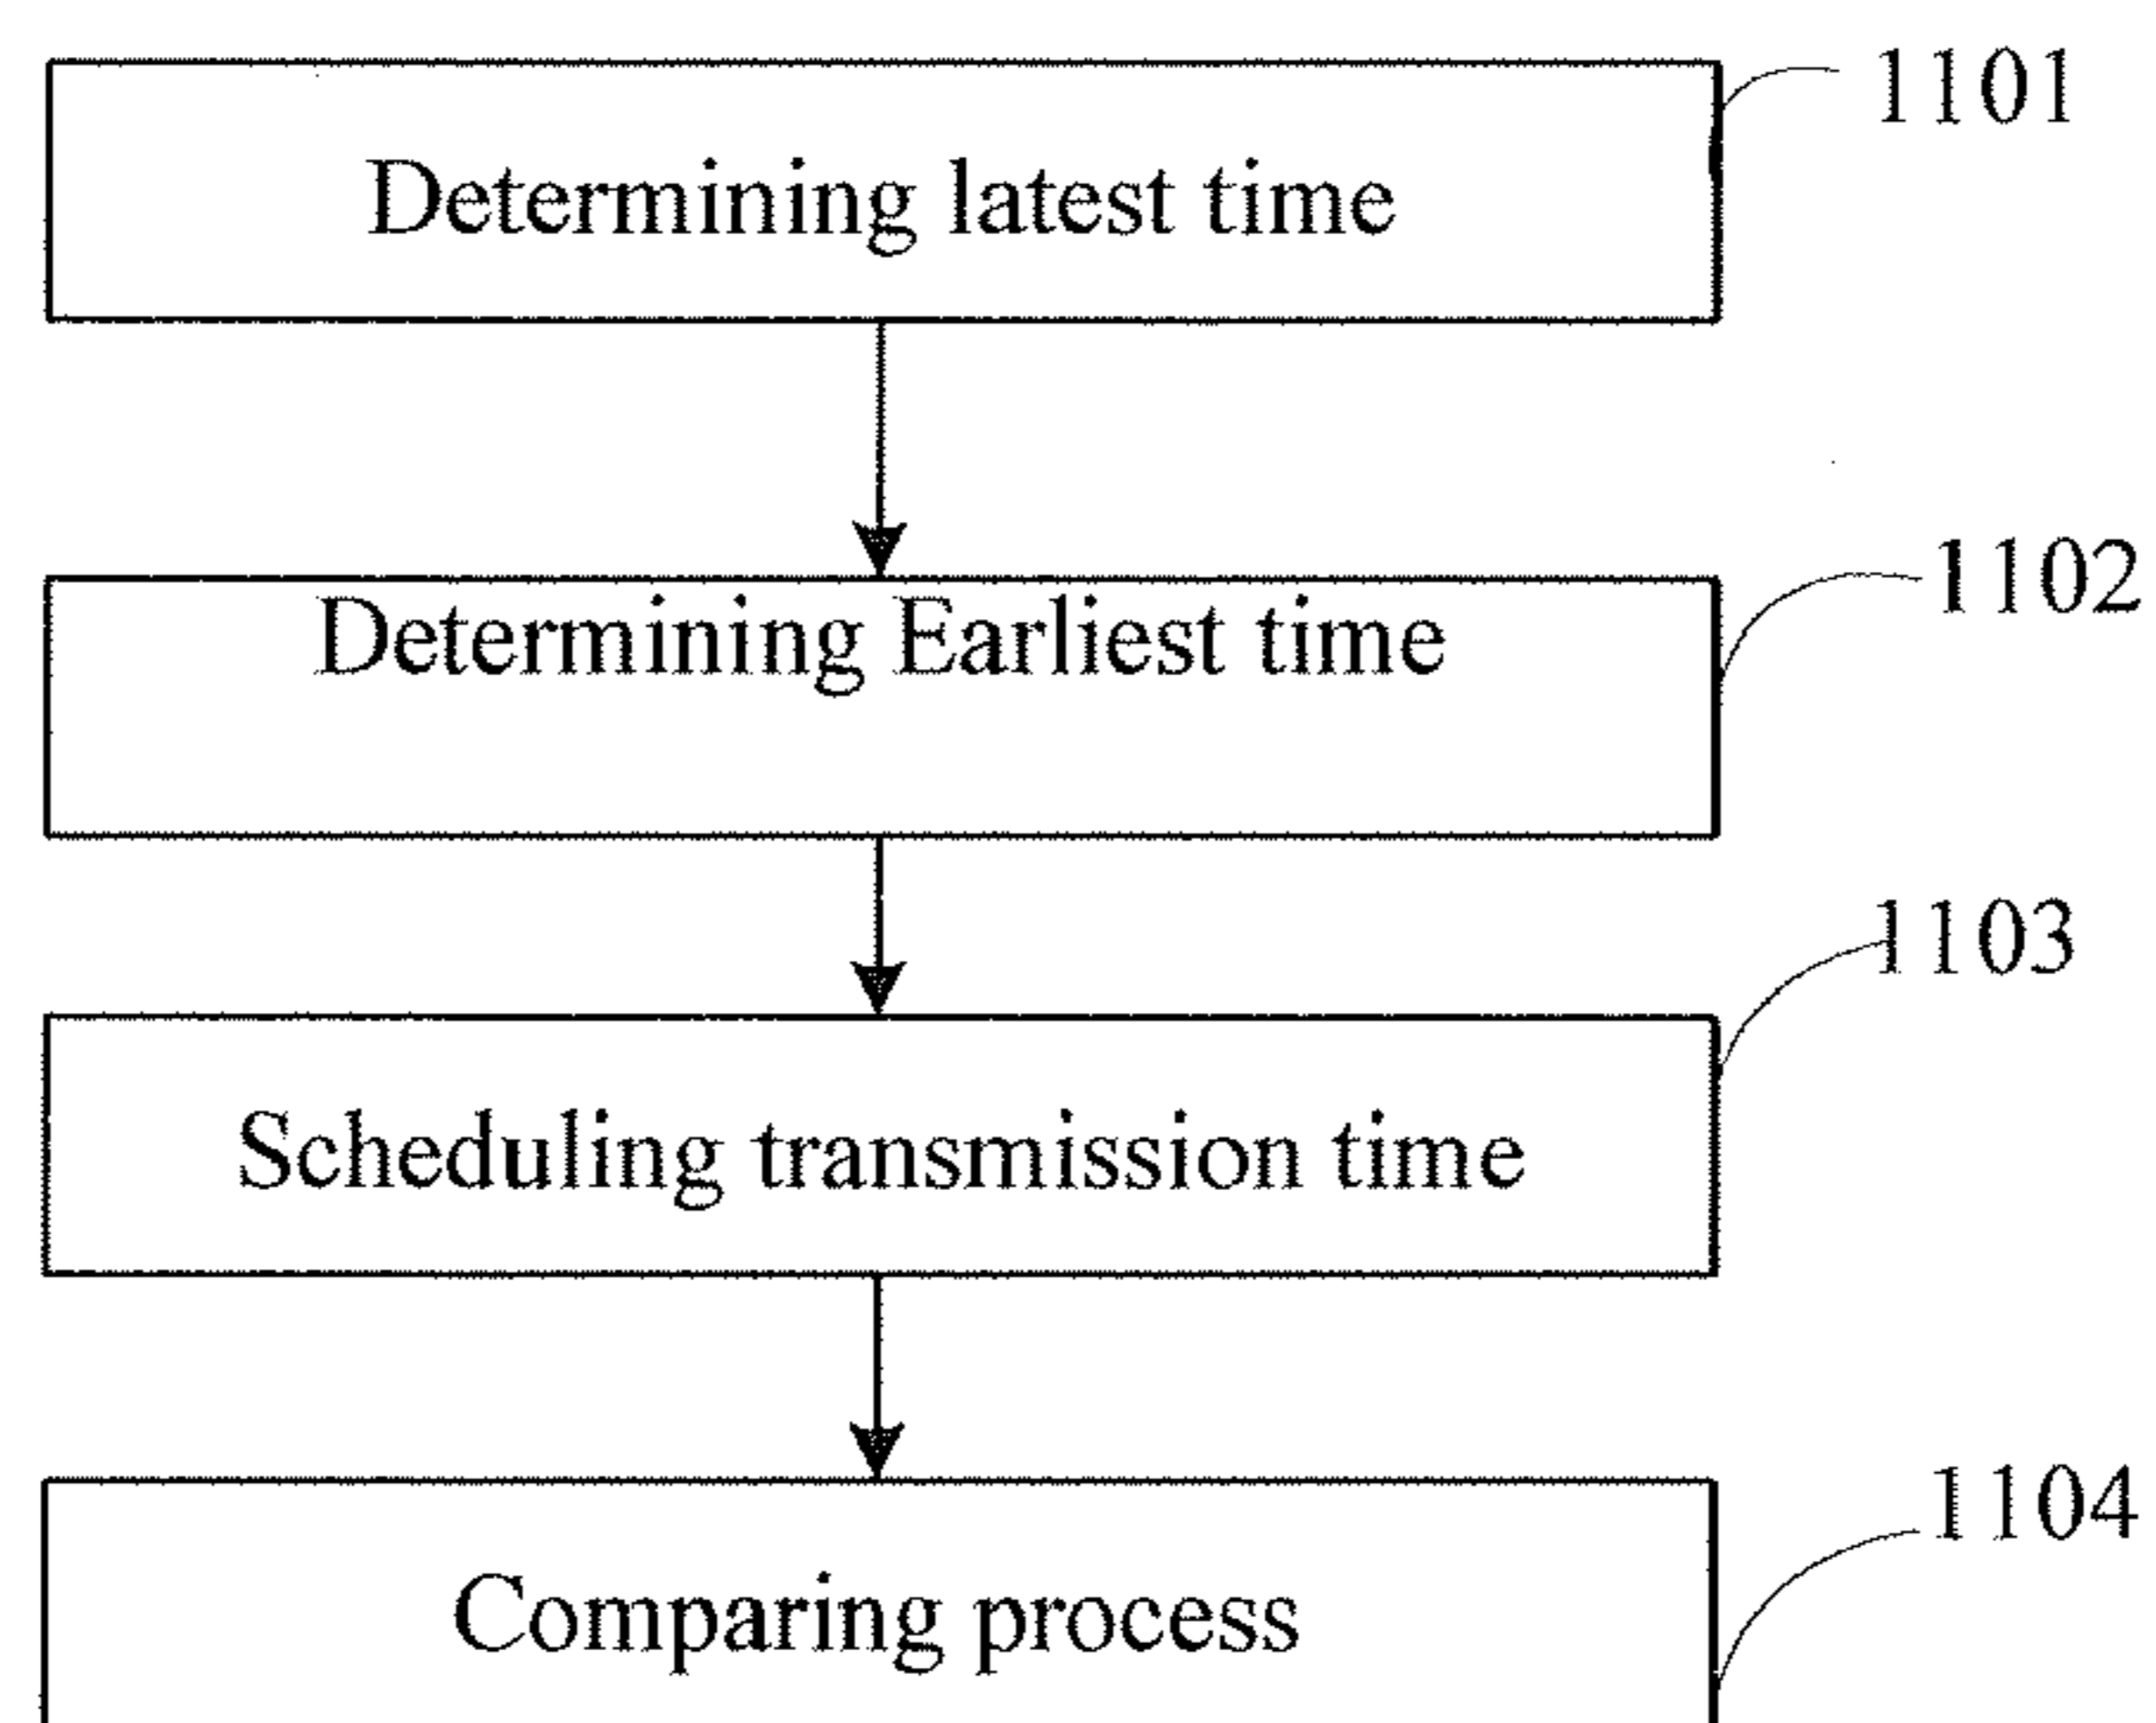 1101
Determining latest time
1102
Determining Earliest time
1103
Scheduling transmission time
1104
Comparing process